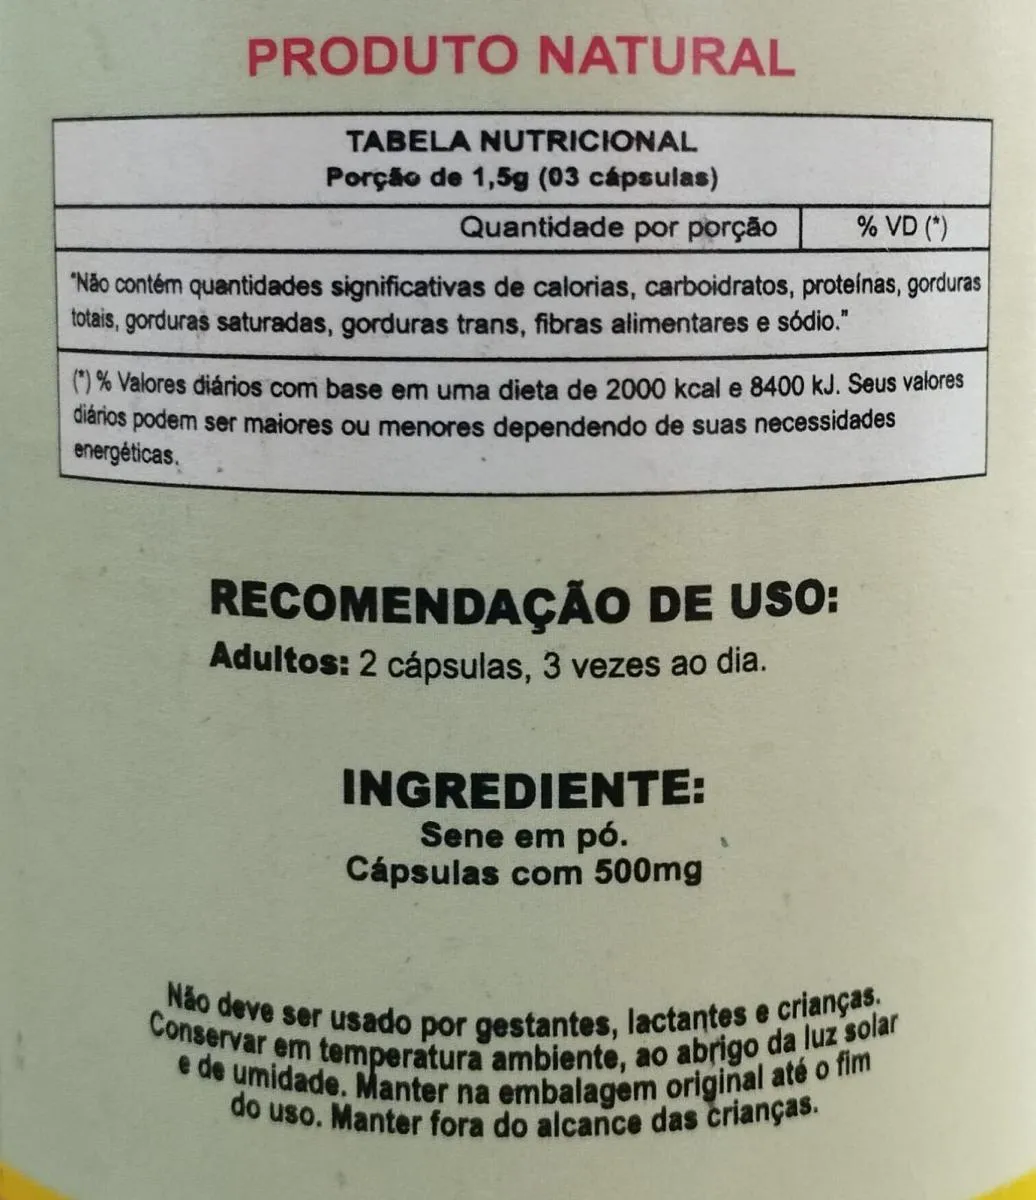 PRODUTO NATURAL
TABELA NUTRICIONAL
Porção de 1,5g (03 cápsulas)
Quantidade por porção
% VD (*)
"Não contém quantidades significativas de calorias, carboidratos, proteínas, gorduras
totais, gorduras saturadas, gorduras trans, fibras alimentares e sódio."
(*) % Valores diários com base em uma dieta de 2000 kcal e 8400 kJ. Seus valores
diários podem ser maiores ou menores dependendo de suas necessidades
energéticas.
RECOMENDAÇÃO DE USO:
Adultos: 2 cápsulas, 3 vezes ao dia.
INGREDIENTE:
Sene em pó.
Cápsulas com 500mg
Não deve ser usado por gestantes, lactantes e crianças.
Conservar em temperatura ambiente, ao abrigo da luz solar
e de umidade. Manter na embalagem original até o fim
do uso. Manter fora do alcance das crianças.